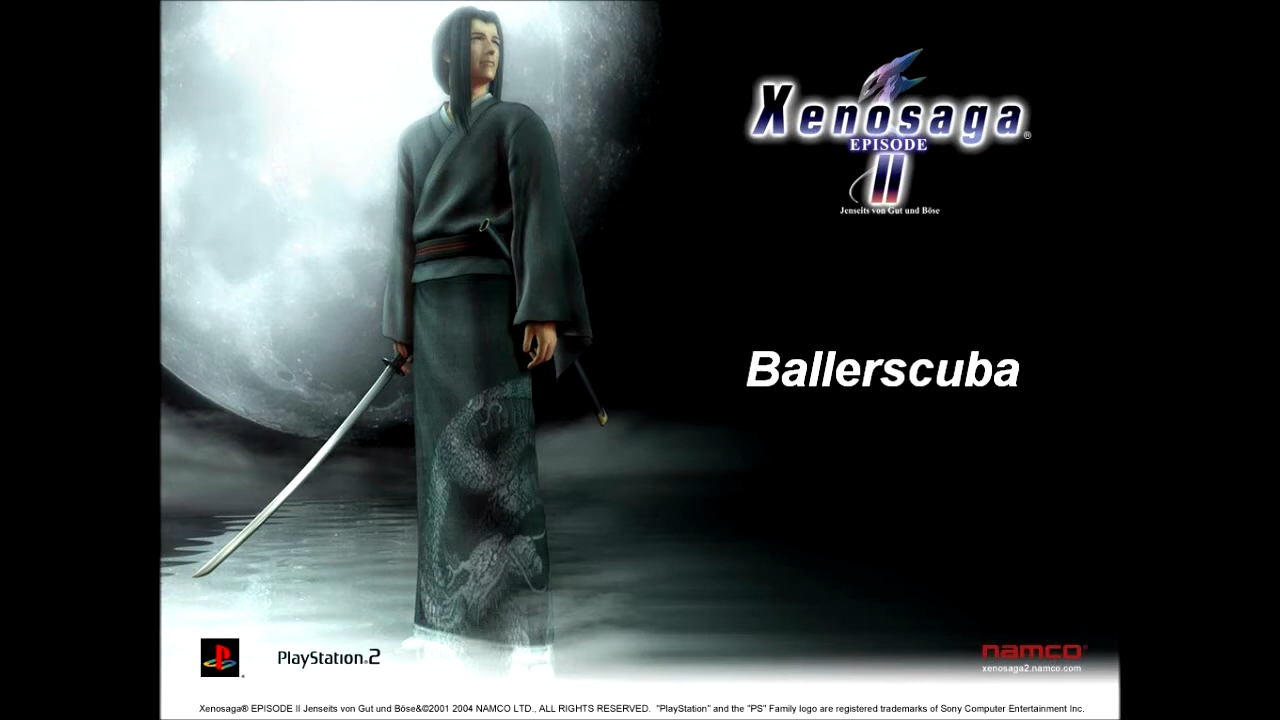 Xenosaga®
EPISODE
II
Jenseits von Gut und Böse
Ballerscuba
PlayStation®2
namco®
xenosaga2.namco.com
Xenosaga® EPISODE II Jenseits von Gut und Böse&©2001 2004 NAMCO LTD., ALL RIGHTS RESERVED. "PlayStation" and the "PS" Family logo are registered trademarks of Sony Computer Entertainment Inc.